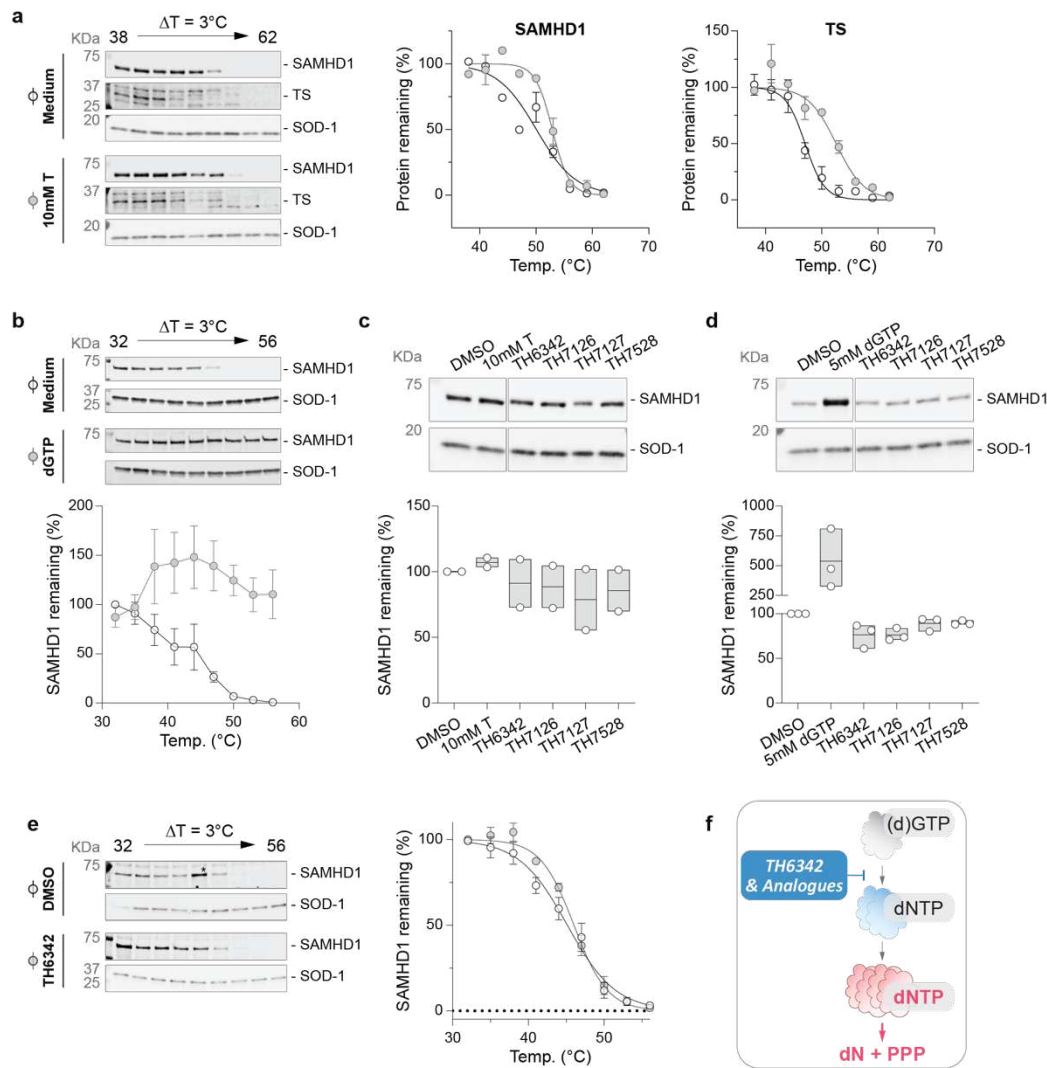 a
ΔT = 3°C
KDa 38 62
75
SAMHD1
Medium
37
25
TS
20
SOD-1
75
SAMHD1
10mM T
37
TS
20
SOD-1
SAMHD1
Protein remaining (%)
150
100
50
0
40 50 60 70
Temp. (°C)
TS
Protein remaining (%)
150
125
100
75
50
25
0
40 50 60 70
Temp. (°C)
b
ΔT = 3°C
KDa 32 56
75
SAMHD1
Medium
37
25
SOD-1
75
SAMHD1
dGTP
37
25
SOD-1
SAMHD1 remaining (%)
200
150
100
50
0
30 40 50 60
Temp. (°C)
c
DMSO 10mM T TH6342 TH7126 TH7127 TH7528
KDa
75
SAMHD1
20
SOD-1
SAMHD1 remaining (%)
150
100
50
0
DMSO 10mM T TH6342 TH7126 TH7127 TH7528
d
DMSO 5mM dGTP TH6342 TH7126 TH7127 TH7528
KDa
75
SAMHD1
20
SOD-1
SAMHD1 remaining (%)
1000
750
500
250
100
50
0
DMSO 5mM dGTP TH6342 TH7126 TH7127 TH7528
e
ΔT = 3°C
KDa 32 56
75
*
SAMHD1
DMSO
37
25
SOD-1
75
SAMHD1
TH6342
37
25
SOD-1
SAMHD1 remaining (%)
100
50
0
30 40 50
Temp. (°C)
f
(d)GTP
TH6342
& Analogues
dNTP
dNTP
dN + PPP